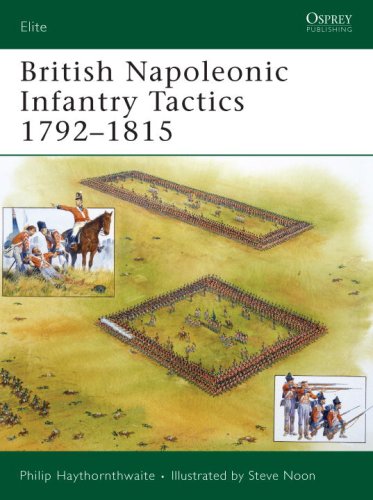 Elite
OSPREY
PUBLISHING
British Napoleonic
Infantry Tactics
1792–1815
Philip Haythornthwaite • Illustrated by Steve Noon